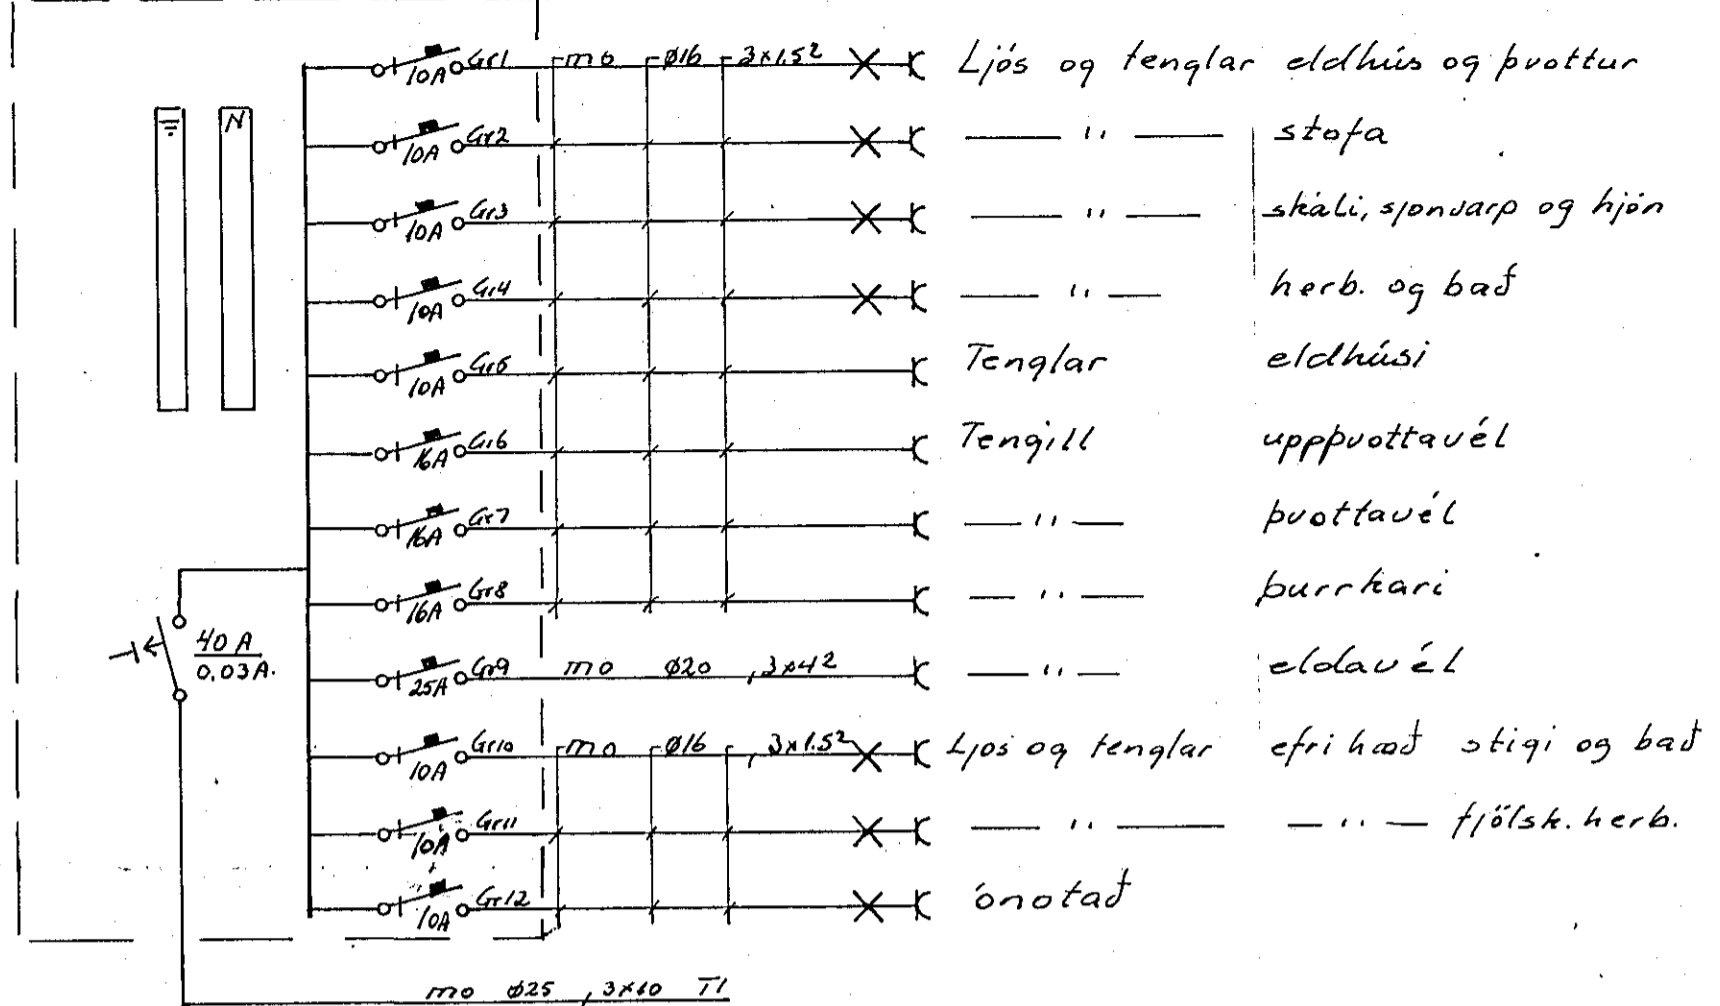 10A Gr1 mo ø16 3x1.5² Ljós og tenglar eldhús og þvottur
N
10A Gr2 — " — stofa
10A Gr3 — " — skáli, sjónvarp og hjón
10A Gr4 — " — herb. og bað
10A Gr5 Tenglar eldhúsi
16A Gr6 Tengill uppþvottavél
16A Gr7 — " — þvottavél
16A Gr8 — " — þurrkari
40 A
0.03A.
25A Gr9 mo ø20 , 3x4² — " — eldavél
10A Gr10 mo ø16 , 3x1.5² Ljos og tenglar efri hæð stigi og bað
10A Gr11 — " — — " — fjölsk. herb.
10A Gr12 ónotað
mo ø25 , 3x10 T1